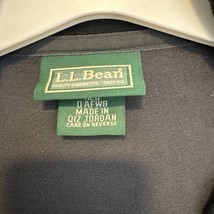 L.L.Bean
QUALITY GUARANTEED SINCE 1912
0 AFW8
MADE IN
QIZ JORDAN
CARE ON REVERSE